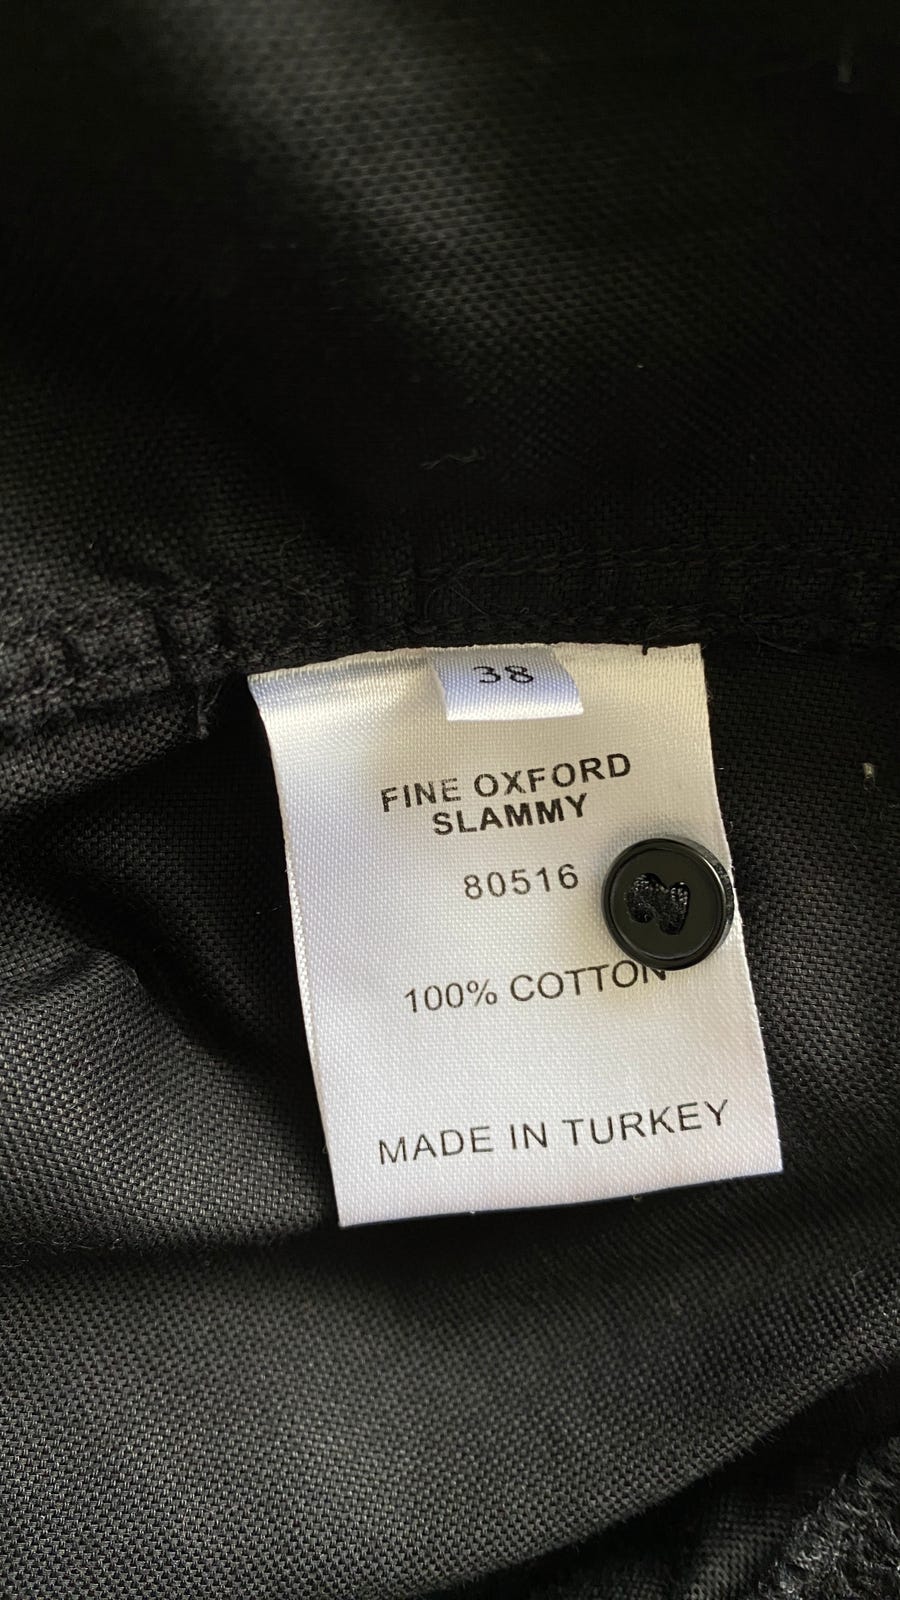 38
FINE OXFORD
SLAMMY
80516
100% COTTON
MADE IN TURKEY